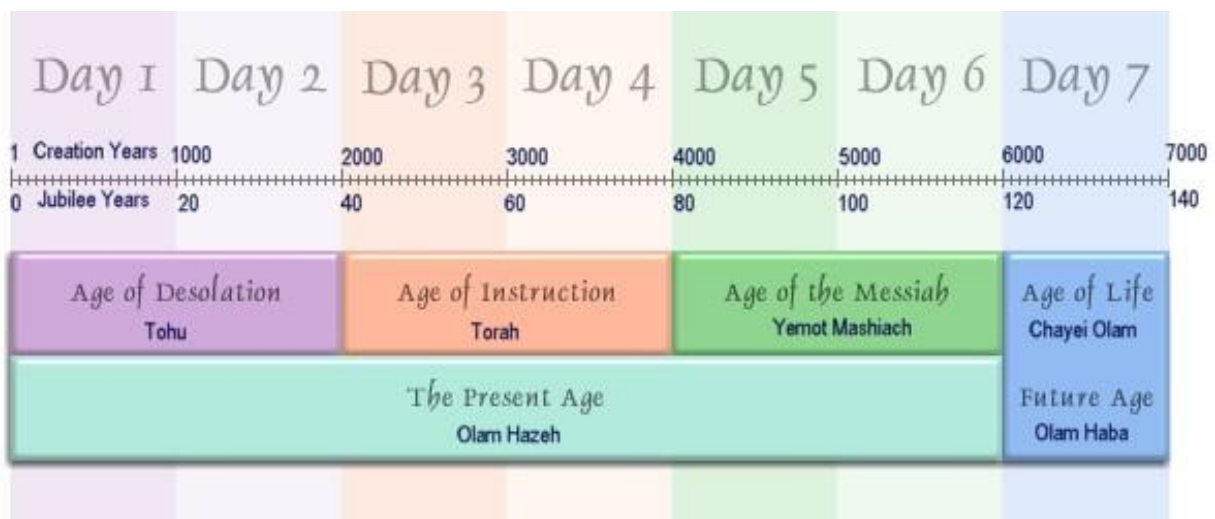 Day 1 Day 2 Day 3 Day 4 Day 5 Day 6 Day 7
1 Creation Years 1000 2000 3000 4000 5000 6000 7000
0 Jubilee Years 20 40 60 80 100 120 140
Age of Desolation Age of Instruction Age of the Messiah Age of Life
Tohu Torah Yemot Mashiach Chayei Olam
The Present Age Future Age
Olam Hazeh Olam Haba